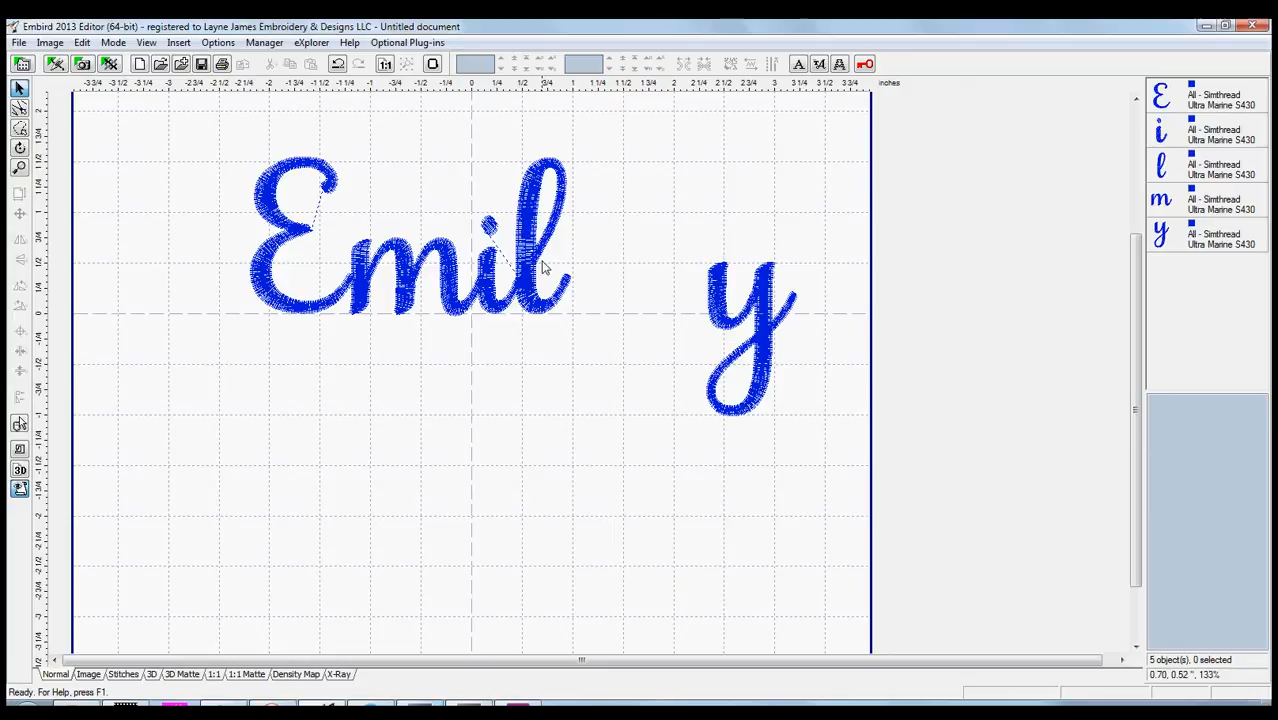 Embird 2013 Editor (64-bit) - registered to Layne James Embroidery & Designs LLC - Untitled document
File Image Edit Mode View Insert Options Manager eXplorer Help Optional Plug-ins
1:1
inches
Emil y
E All - Simthread
Ultra Marine S430
i All - Simthread
Ultra Marine S430
l All - Simthread
Ultra Marine S430
m All - Simthread
Ultra Marine S430
y All - Simthread
Ultra Marine S430
3D
Normal Image Stitches 3D 3D Matte 1:1 1:1 Matte Density Map X-Ray
5 object(s), 0 selected
0.70, 0.52 ", 133%
Ready. For Help, press F1.